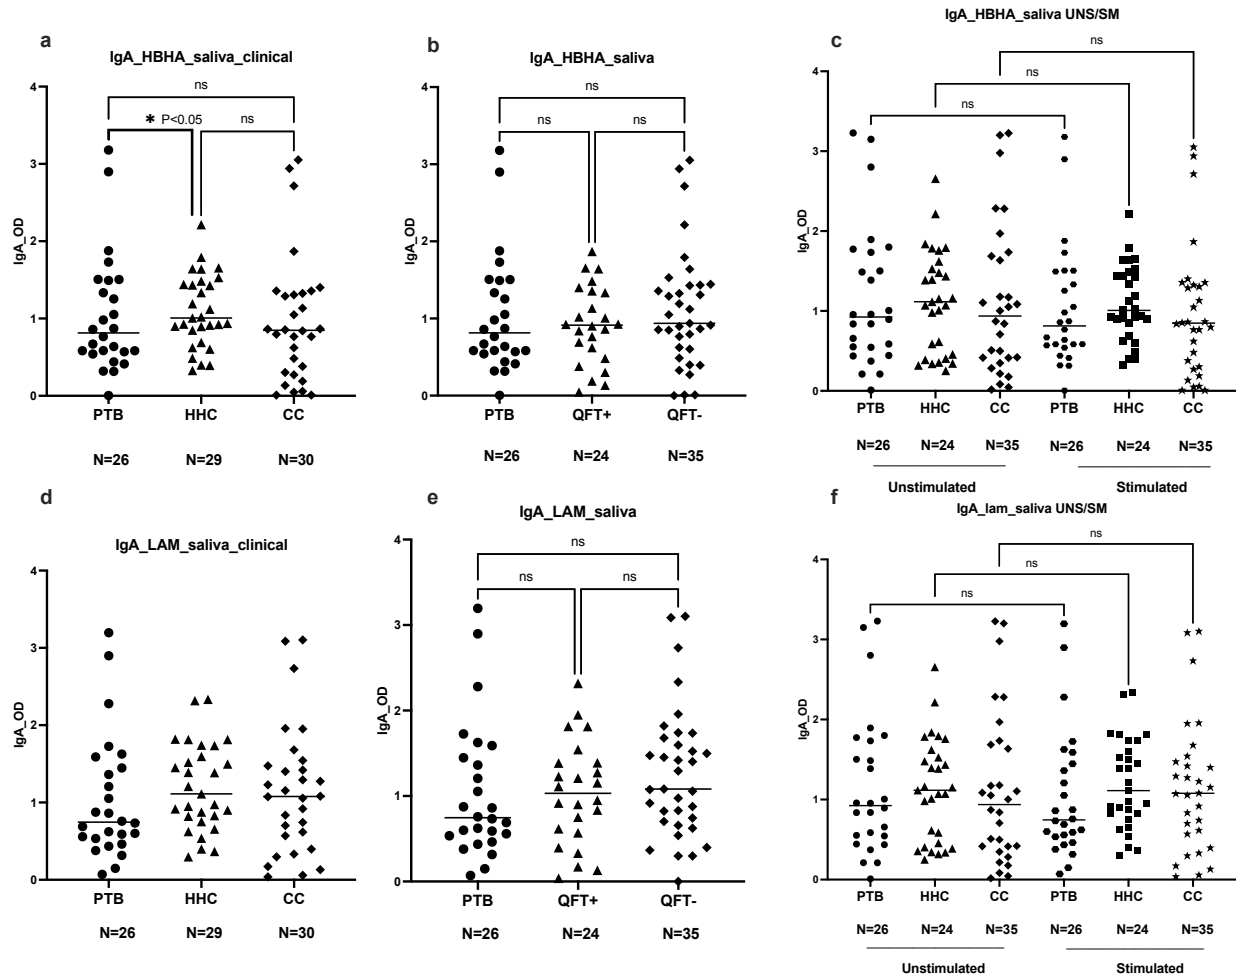 a
IgA_HBHA_saliva_clinical
ns
* P<0.05
ns
4
3
2
1
0
IgA_OD
PTB HHC CC
N=26 N=29 N=30
b
IgA_HBHA_saliva
ns
ns ns
4
3
2
1
0
IgA_OD
PTB QFT+ QFT-
N=26 N=24 N=35
c
IgA_HBHA_saliva UNS/SM
ns
ns
ns
4
3
2
1
0
IgA_OD
PTB HHC CC PTB HHC CC
N=26 N=24 N=35 N=26 N=24 N=35
Unstimulated Stimulated
d
IgA_LAM_saliva_clinical
4
3
2
1
0
IgA_OD
PTB HHC CC
N=26 N=29 N=30
e
IgA_LAM_saliva
ns
ns ns
4
3
2
1
0
IgA_OD
PTB QFT+ QFT-
N=26 N=24 N=35
f
IgA_lam_saliva UNS/SM
ns
ns
ns
4
3
2
1
0
IgA_OD
PTB HHC CC PTB HHC CC
N=26 N=24 N=35 N=26 N=24 N=35
Unstimulated Stimulated